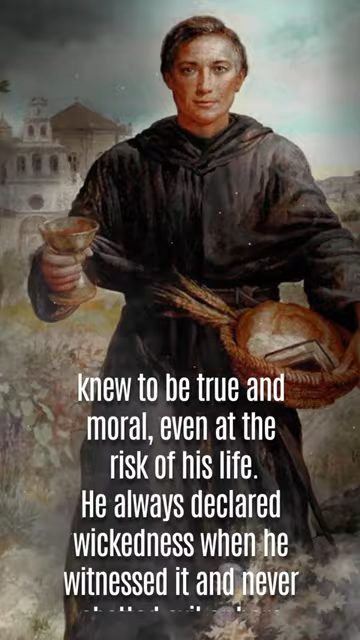 knew to be true and
moral, even at the
risk of his life.
He always declared
wickedness when he
witnessed it and never